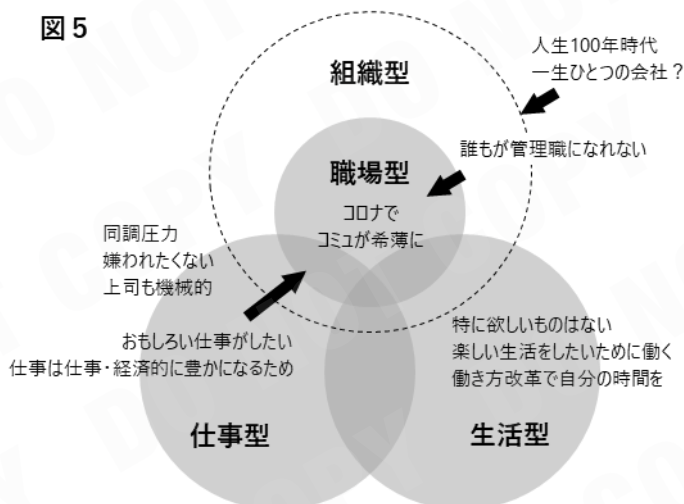 図5
人生100年時代
一生ひとつの会社？
組織型
誰もが管理職になれない
職場型
コロナで
コミュが希薄に
同調圧力
嫌われたくない
上司も機械的
おもしろい仕事がしたい
仕事は仕事・経済的に豊かになるため
特に欲しいものはない
楽しい生活をしたいために働く
働き方改革で自分の時間を
仕事型
生活型
DO NOT COPY